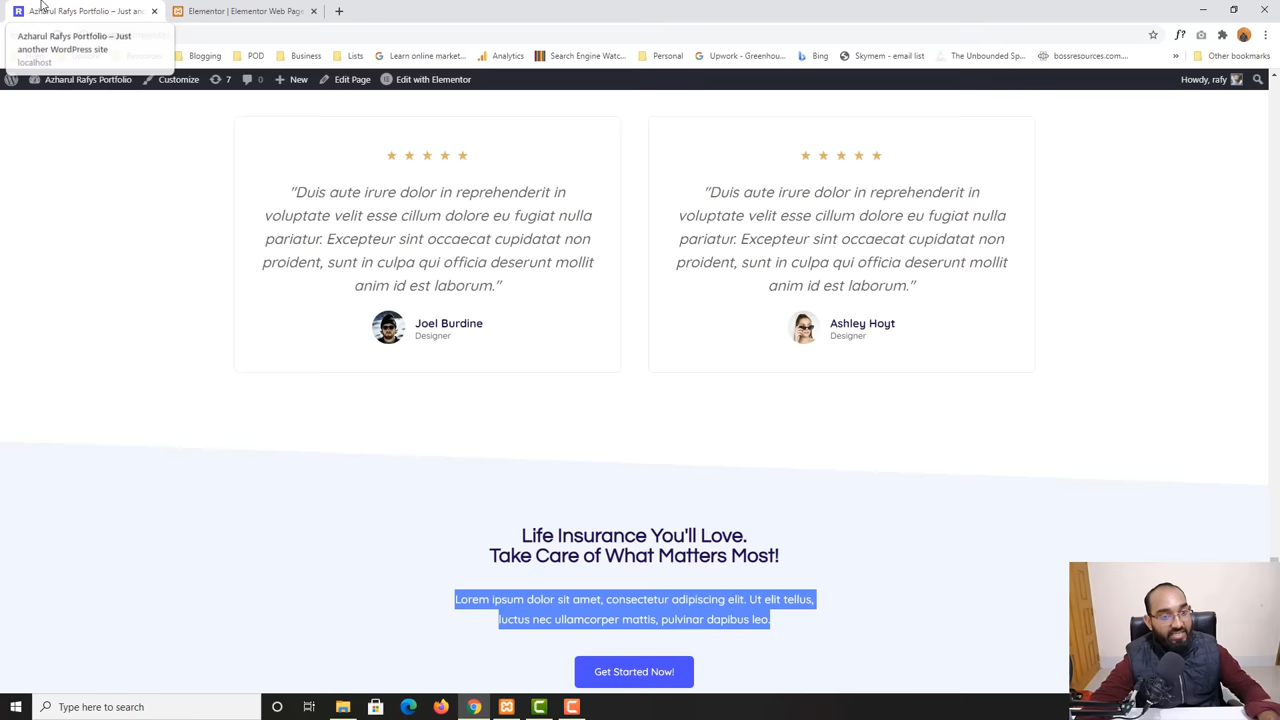 Azharul Rafys Portfolio – Just an
Elementor | Elementor Web Page
Azharul Rafys Portfolio – Just
another WordPress site
localhost
Blogging
POD
Business
Lists
Learn online market...
Analytics
Search Engine Watc...
Personal
Upwork - Greenhou...
Bing
Skymem - email list
The Unbounded Sp...
bossresources.com...
»
Other bookmarks
Azharul Rafys Portfolio
Customize
7
0
New
Edit Page
Edit with Elementor
Howdy, rafy
"Duis aute irure dolor in reprehenderit in
voluptate velit esse cillum dolore eu fugiat nulla
pariatur. Excepteur sint occaecat cupidatat non
proident, sunt in culpa qui officia deserunt mollit
anim id est laborum."
Joel Burdine
Designer
"Duis aute irure dolor in reprehenderit in
voluptate velit esse cillum dolore eu fugiat nulla
pariatur. Excepteur sint occaecat cupidatat non
proident, sunt in culpa qui officia deserunt mollit
anim id est laborum."
Ashley Hoyt
Designer
Life Insurance You'll Love.
Take Care of What Matters Most!
Lorem ipsum dolor sit amet, consectetur adipiscing elit. Ut elit tellus,
luctus nec ullamcorper mattis, pulvinar dapibus leo.
Get Started Now!
Type here to search